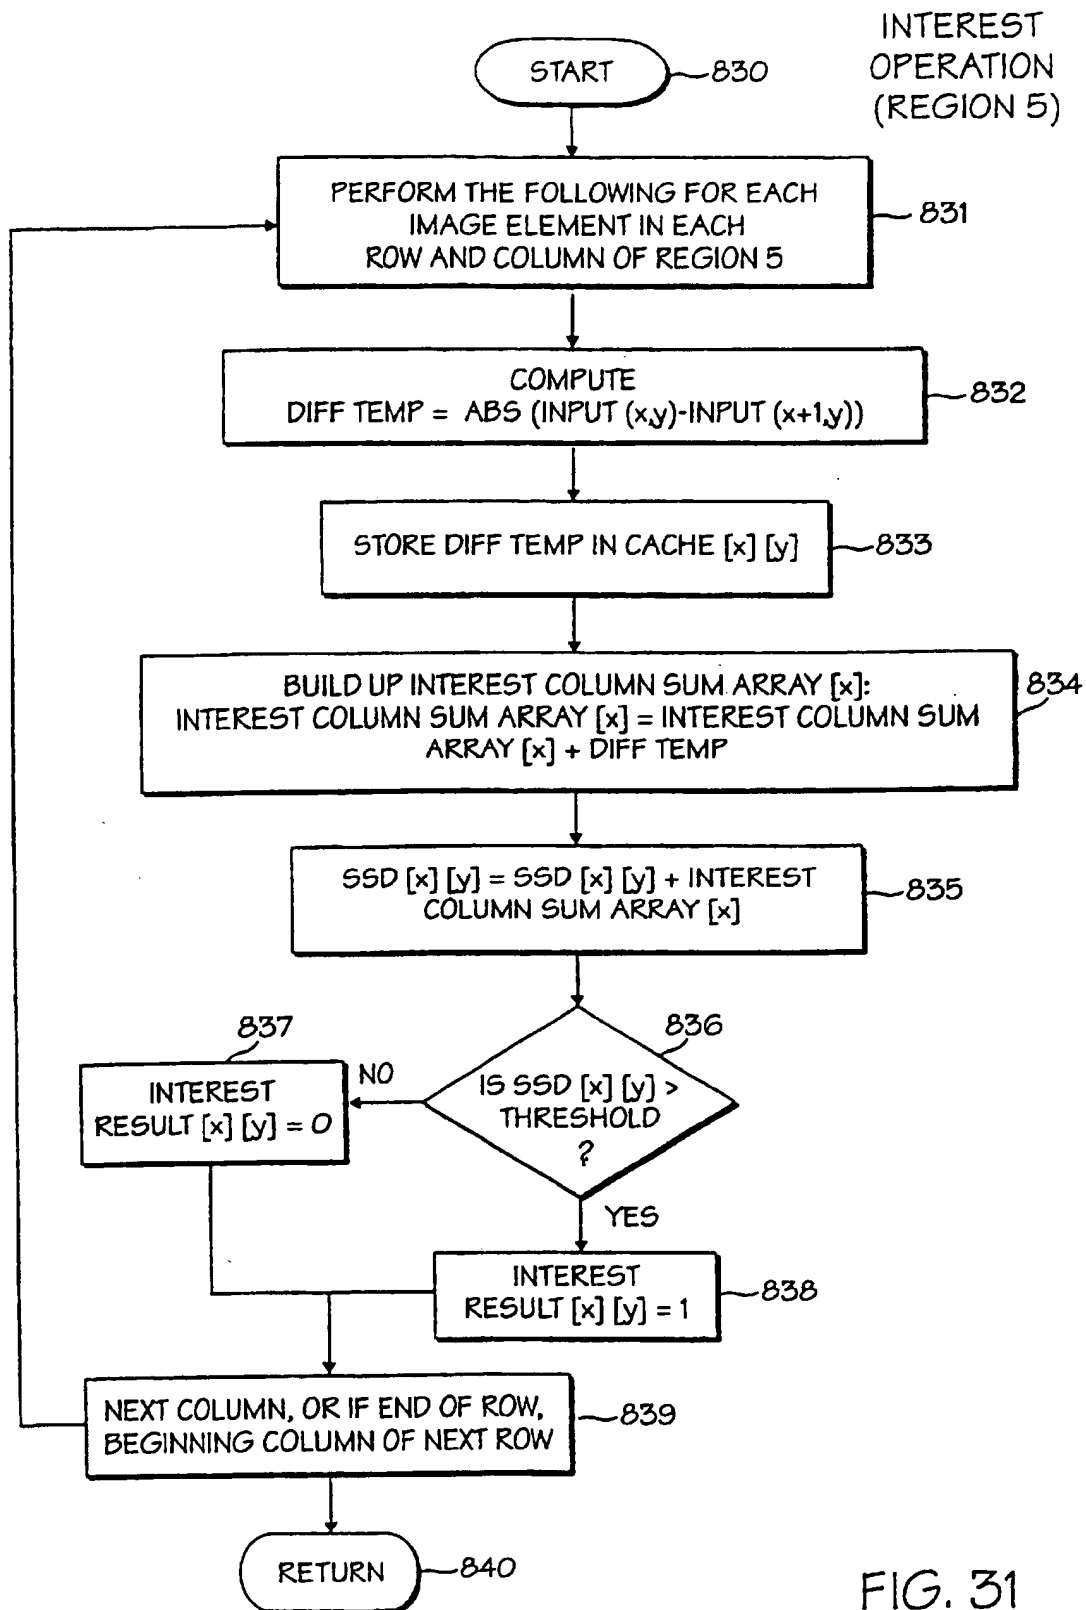 INTEREST
OPERATION
(REGION 5)
START
830
PERFORM THE FOLLOWING FOR EACH
IMAGE ELEMENT IN EACH
ROW AND COLUMN OF REGION 5
831
COMPUTE
DIFF TEMP = ABS (INPUT (x,y)-INPUT (x+1,y))
832
STORE DIFF TEMP IN CACHE [x] [y]
833
BUILD UP INTEREST COLUMN SUM ARRAY [x]:
INTEREST COLUMN SUM ARRAY [x] = INTEREST COLUMN SUM
ARRAY [x] + DIFF TEMP
834
SSD [x] [y] = SSD [x] [y] + INTEREST
COLUMN SUM ARRAY [x]
835
836
IS SSD [x] [y] >
THRESHOLD
?
NO
837
INTEREST
RESULT [x] [y] = 0
YES
INTEREST
RESULT [x] [y] = 1
838
NEXT COLUMN, OR IF END OF ROW,
BEGINNING COLUMN OF NEXT ROW
839
RETURN
840
FIG. 31